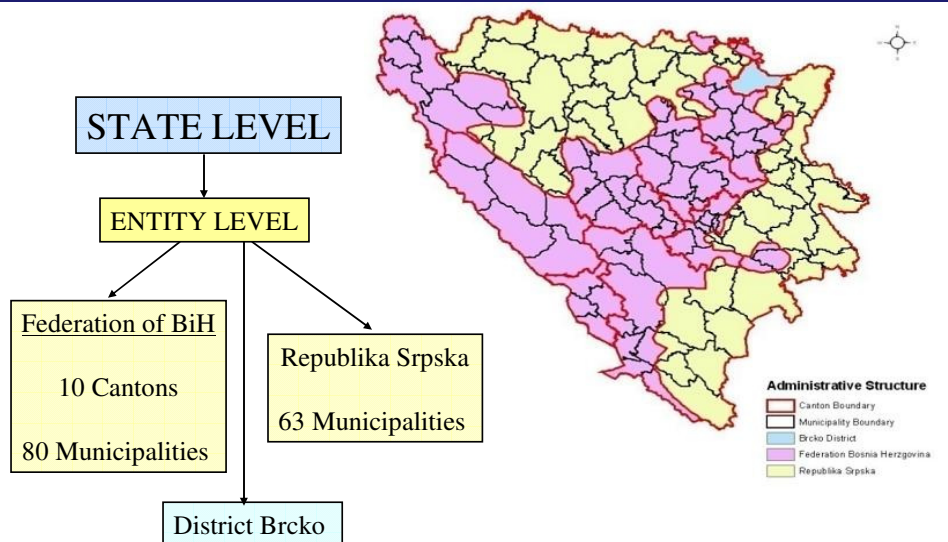 STATE LEVEL
ENTITY LEVEL
Federation of BiH
10 Cantons
80 Municipalities
Republika Srpska
63 Municipalities
District Brcko
Administrative Structure
Canton Boundary
Municipality Boundary
Brcko District
Federation Bosnia Herzgovina
Republika Srpska